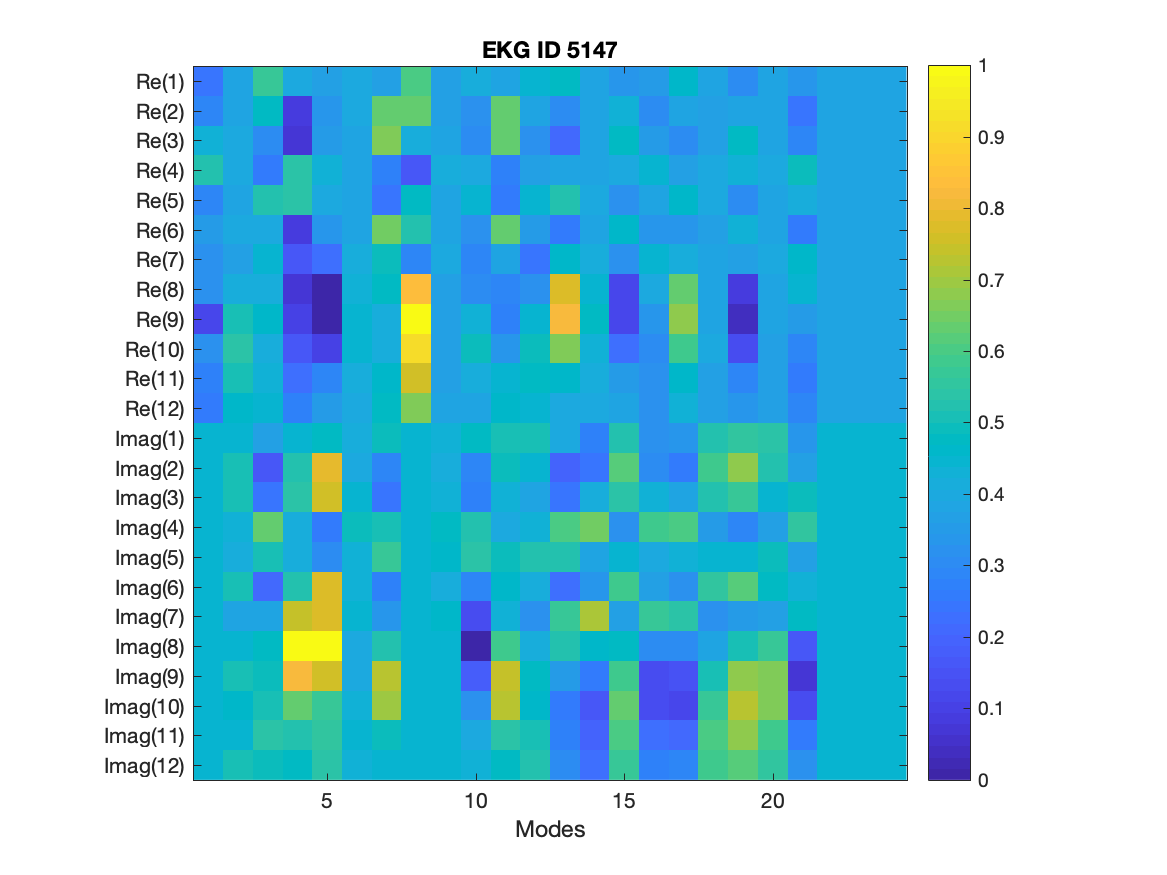 EKG ID 5147
Re(1)
Re(2)
Re(3)
Re(4)
Re(5)
Re(6)
Re(7)
Re(8)
Re(9)
Re(10)
Re(11)
Re(12)
Imag(1)
Imag(2)
Imag(3)
Imag(4)
Imag(5)
Imag(6)
Imag(7)
Imag(8)
Imag(9)
Imag(10)
Imag(11)
Imag(12)
5 10 15 20
Modes
1
0.9
0.8
0.7
0.6
0.5
0.4
0.3
0.2
0.1
0